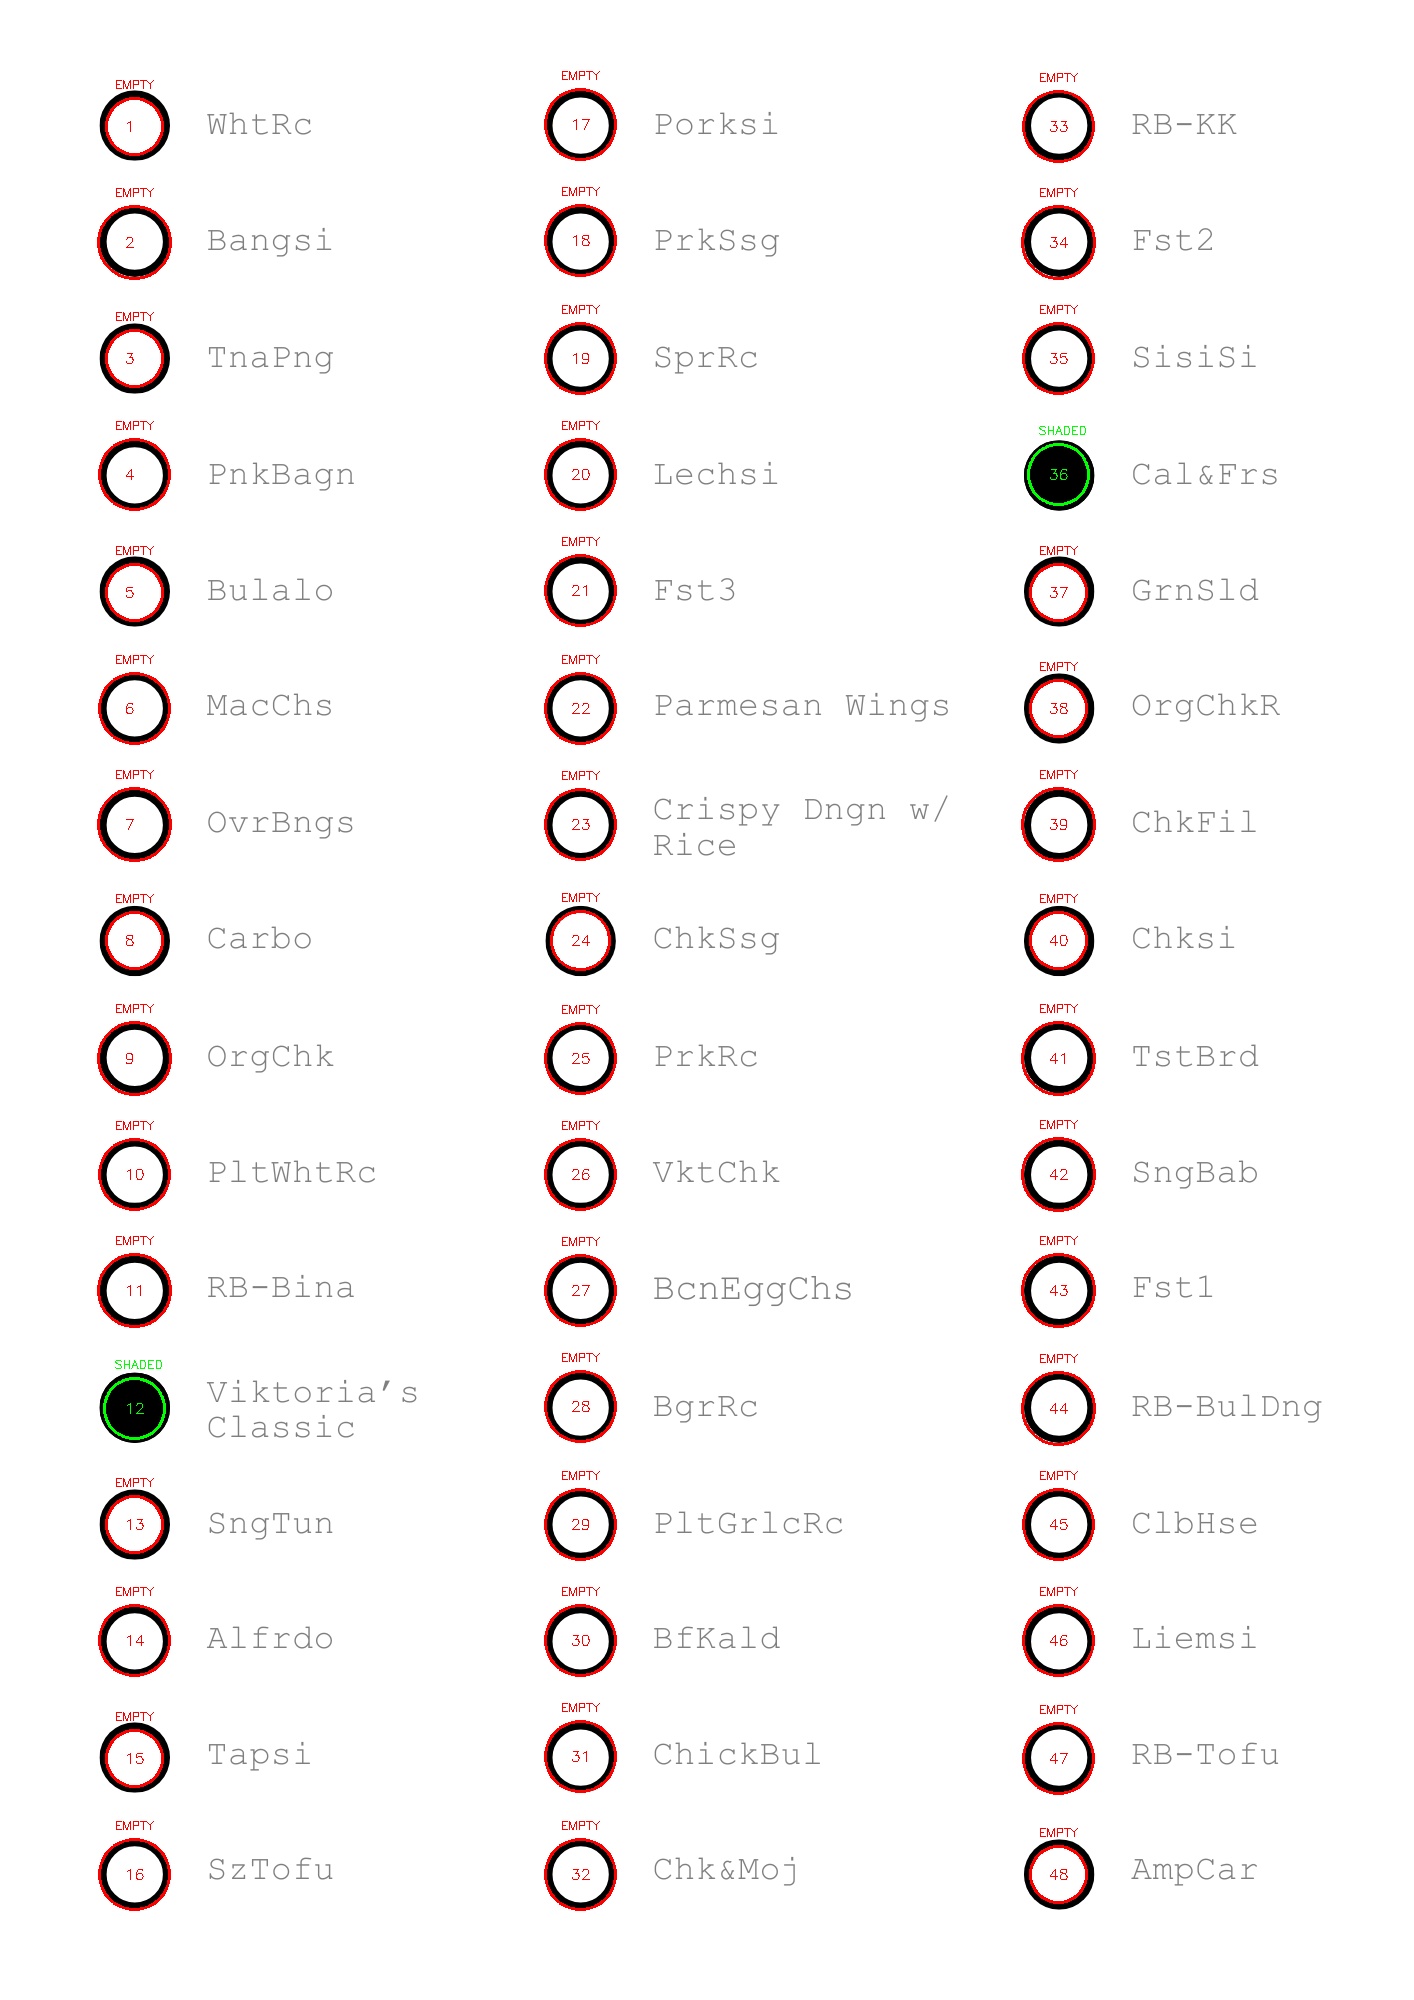 EMPTY
1
WhtRc
EMPTY
2
Bangsi
EMPTY
3
TnaPng
EMPTY
4
PnkBagn
EMPTY
5
Bulalo
EMPTY
6
MacChs
EMPTY
7
OvrBngs
EMPTY
8
Carbo
EMPTY
9
OrgChk
EMPTY
10
PltWhtRc
EMPTY
11
RB-Bina
SHADED
12
Viktoria's
Classic
EMPTY
13
SngTun
EMPTY
14
Alfrdo
EMPTY
15
Tapsi
EMPTY
16
SzTofu
EMPTY
17
Porksi
EMPTY
18
PrkSsg
EMPTY
19
SprRc
EMPTY
20
Lechsi
EMPTY
21
Fst3
EMPTY
22
Parmesan Wings
EMPTY
23
Crispy Dngn w/
Rice
EMPTY
24
ChkSsg
EMPTY
25
PrkRc
EMPTY
26
VktChk
EMPTY
27
BcnEggChs
EMPTY
28
BgrRc
EMPTY
29
PltGrlcRc
EMPTY
30
BfKald
EMPTY
31
ChickBul
EMPTY
32
Chk&Moj
EMPTY
33
RB-KK
EMPTY
34
Fst2
EMPTY
35
SisiSi
SHADED
36
Cal&Frs
EMPTY
37
GrnSld
EMPTY
38
OrgChkR
EMPTY
39
ChkFil
EMPTY
40
Chksi
EMPTY
41
TstBrd
EMPTY
42
SngBab
EMPTY
43
Fst1
EMPTY
44
RB-BulDng
EMPTY
45
ClbHse
EMPTY
46
Liemsi
EMPTY
47
RB-Tofu
EMPTY
48
AmpCar